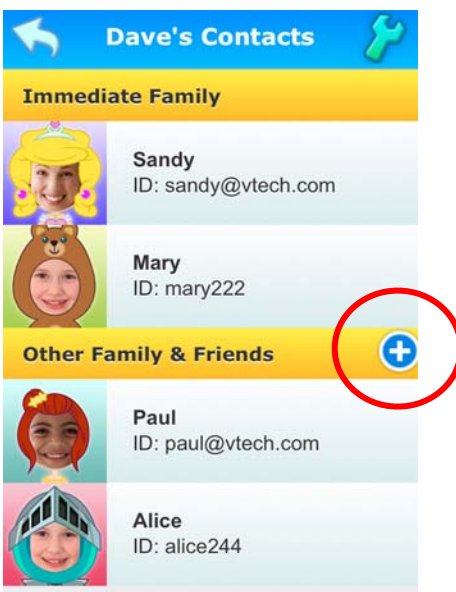 Dave's Contacts
Immediate Family
Sandy
ID: sandy@vtech.com
Mary
ID: mary222
Other Family & Friends
Paul
ID: paul@vtech.com
Alice
ID: alice244